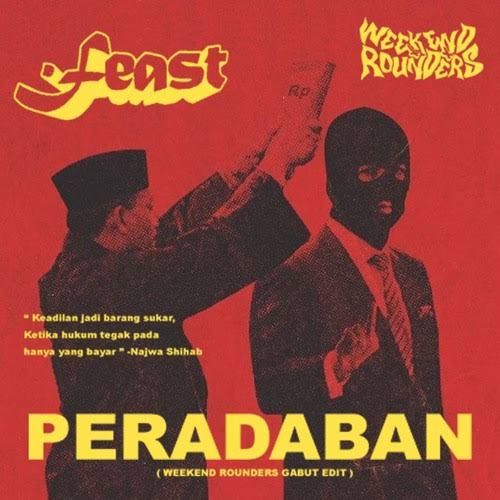 .feast
WEEKEND
ROUNDERS
Rp
" Keadilan jadi barang sukar,
Ketika hukum tegak pada
hanya yang bayar " -Najwa Shihab
PERADABAN
( WEEKEND ROUNDERS GABUT EDIT )